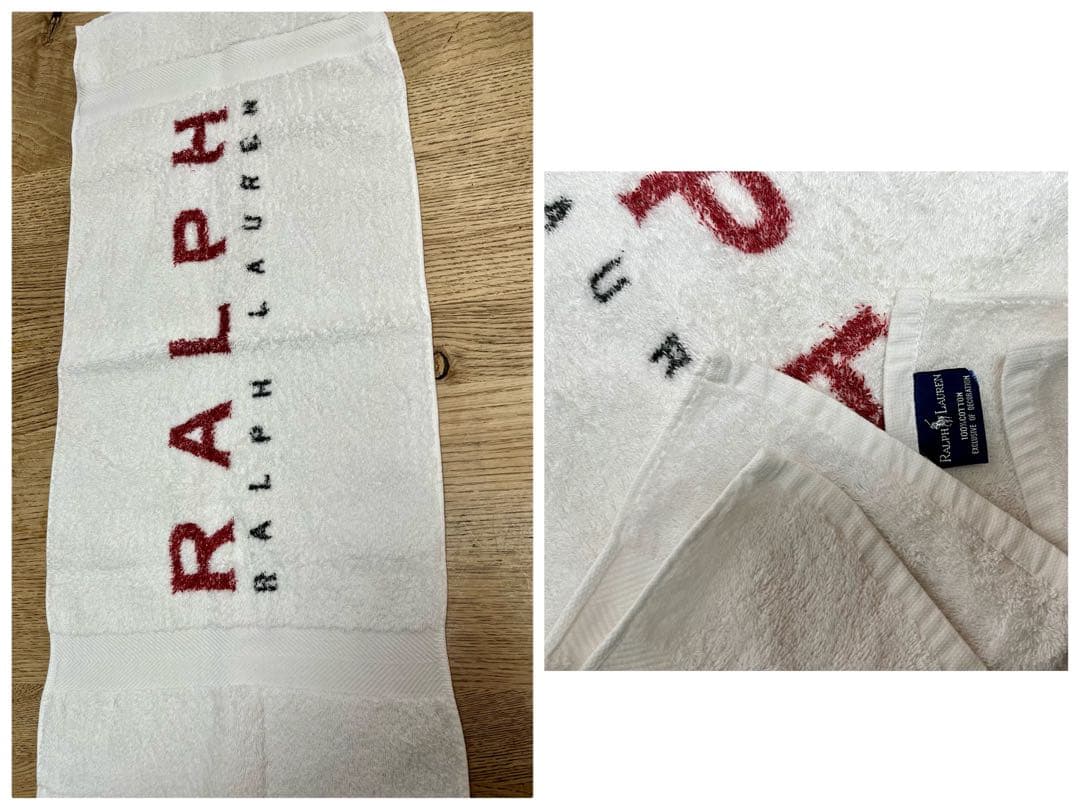 RALPH
RALPH LAUREN
P
A
A
U
R
RALPH LAUREN
100% COTTON
EXCLUSIVE OF DECORATION